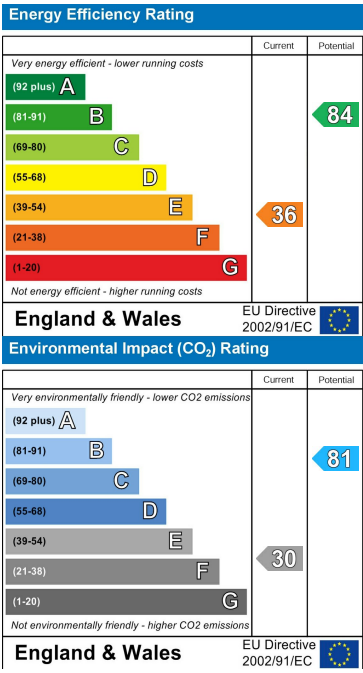 Energy Efficiency Rating
Current Potential
Very energy efficient - lower running costs
(92 plus) A
(81-91) B
84
(69-80) C
(55-68) D
(39-54) E
36
(21-38) F
(1-20) G
Not energy efficient - higher running costs
England & Wales
EU Directive
2002/91/EC
Environmental Impact (CO₂) Rating
Current Potential
Very environmentally friendly - lower CO2 emissions
(92 plus) A
(81-91) B
81
(69-80) C
(55-68) D
(39-54) E
30
(21-38) F
(1-20) G
Not environmentally friendly - higher CO2 emissions
England & Wales
EU Directive
2002/91/EC